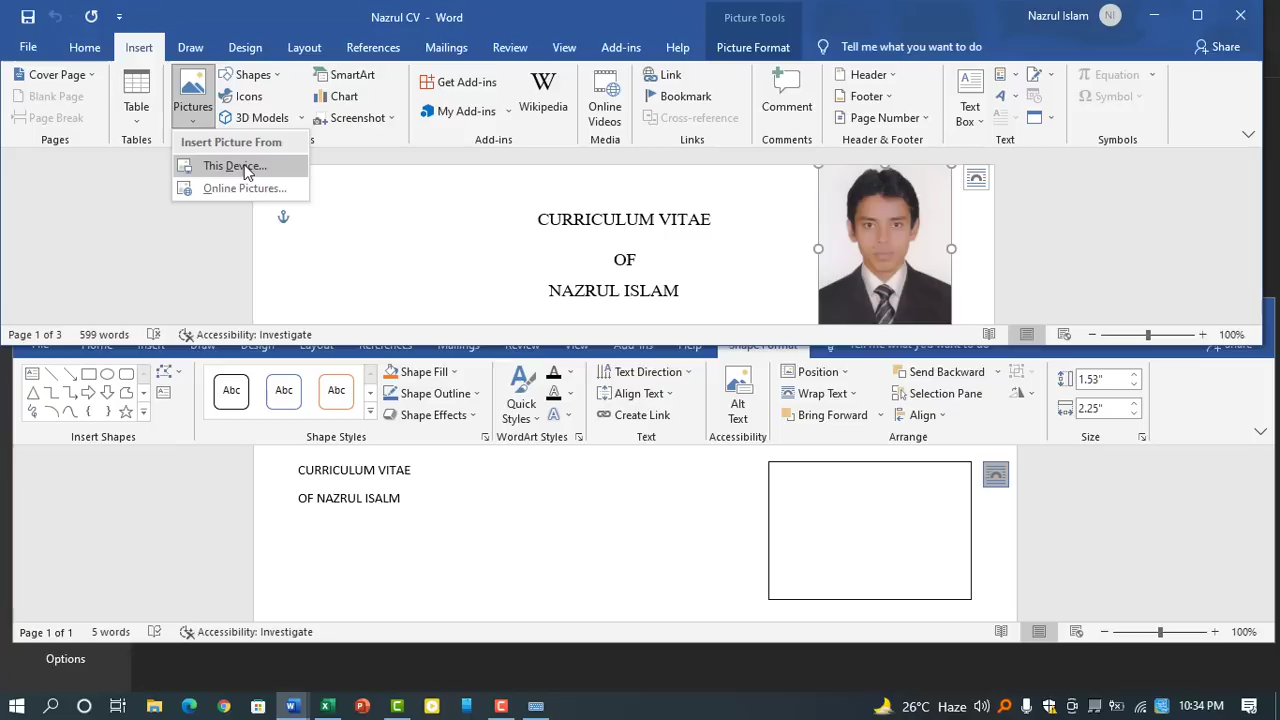 Nazrul CV - Word
Picture Tools
Nazrul Islam NI
File Home Insert Draw Design Layout References Mailings Review View Add-ins Help Picture Format Tell me what you want to do Share
Cover Page
Blank Page
Page Break
Pages
Table
Tables
Pictures
Shapes
Icons
3D Models
SmartArt
Chart
Screenshot
Get Add-ins
My Add-ins
Wikipedia
Add-ins
Online
Videos
Media
Link
Bookmark
Cross-reference
Links
Comment
Comments
Header
Footer
Page Number
Header & Footer
Text
Box
Text
Equation
Symbol
Symbols
Insert Picture From
This Device...
Online Pictures...
CURRICULUM VITAE
OF
NAZRUL ISLAM
Page 1 of 3 599 words Accessibility: Investigate 100%
Shape Fill
Shape Outline
Shape Effects
Insert Shapes
Abc Abc Abc
Shape Styles
Quick
Styles
WordArt Styles
Text Direction
Align Text
Create Link
Text
Alt
Text
Accessibility
Position
Wrap Text
Bring Forward
Send Backward
Selection Pane
Align
Arrange
1.53"
2.25"
Size
CURRICULUM VITAE
OF NAZRUL ISALM
Page 1 of 1 5 words Accessibility: Investigate 100%
Options
26°C Haze 10:34 PM